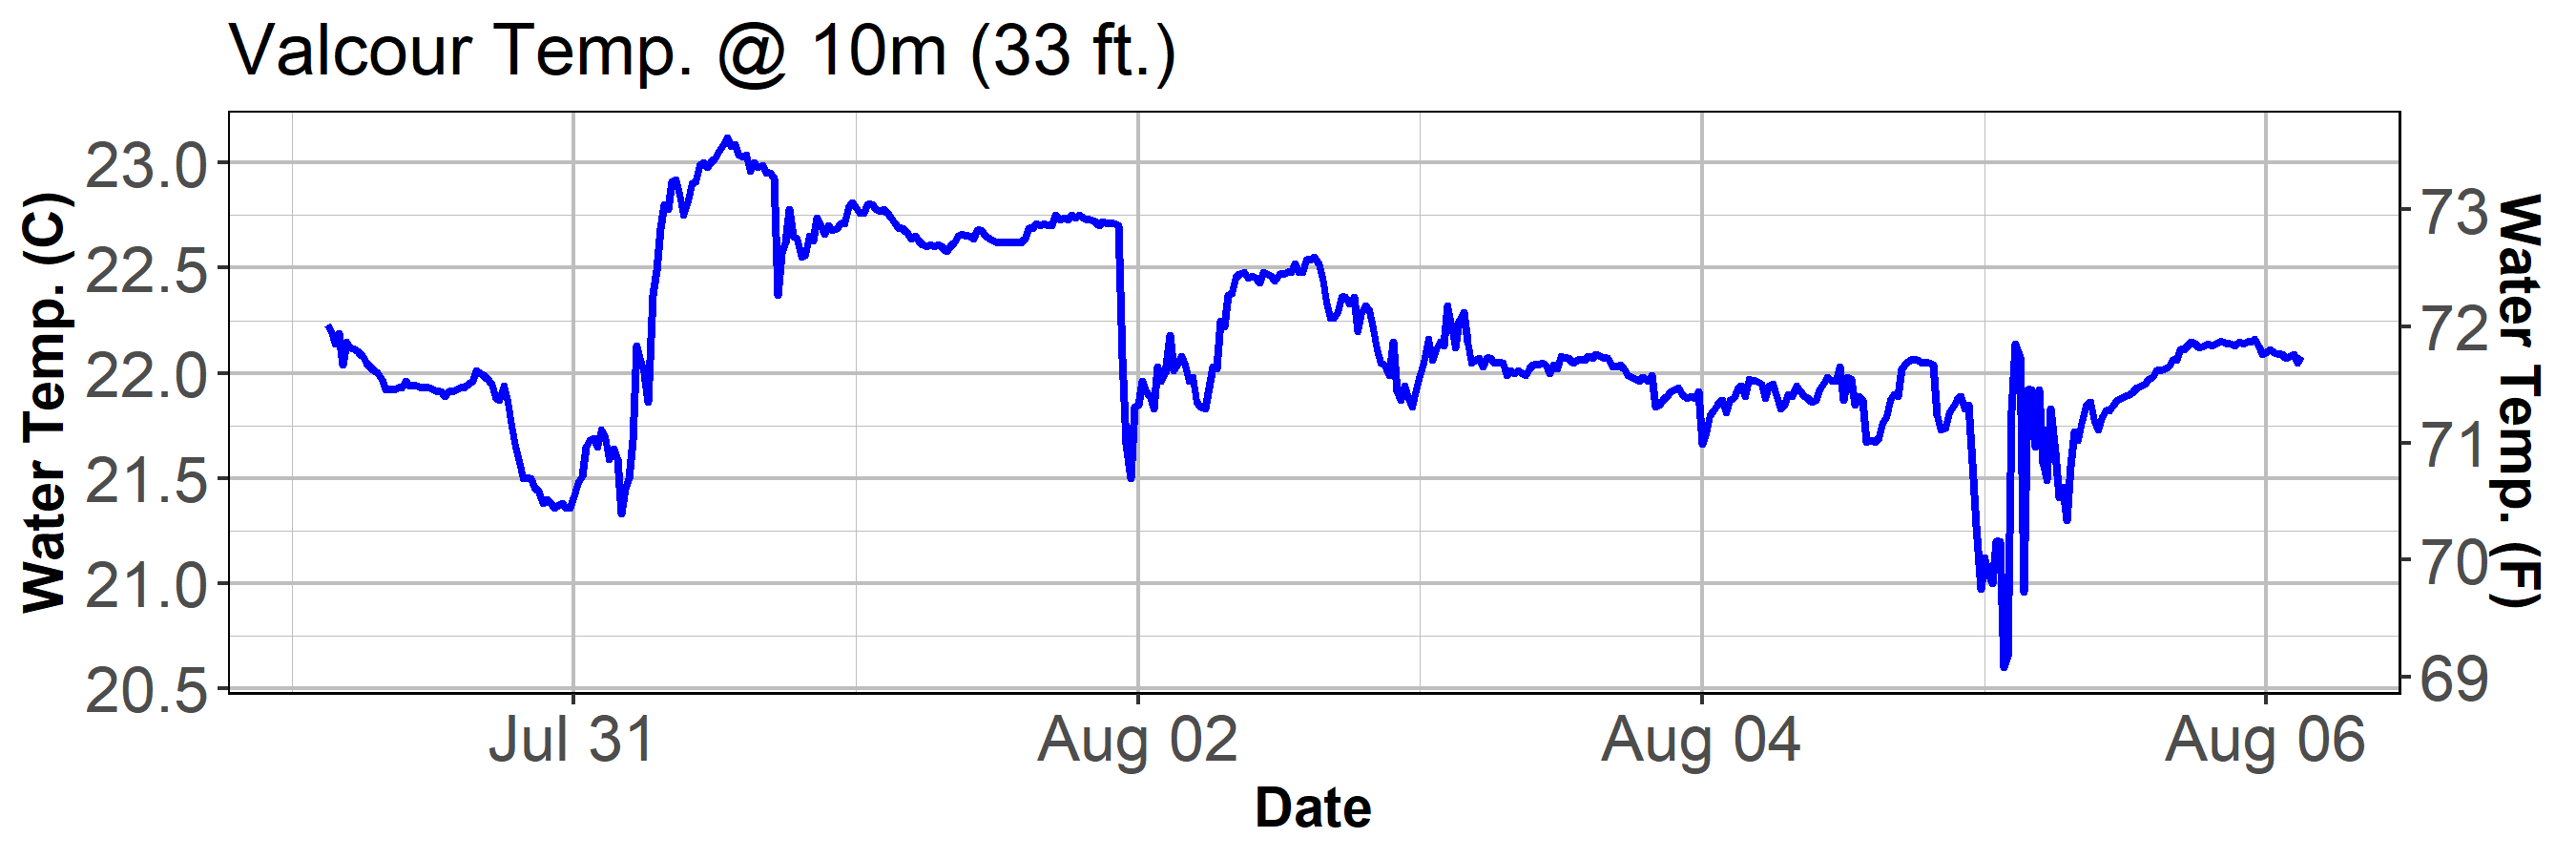 Valcour Temp. @ 10m (33 ft.)
Water Temp. (C)
23.0
22.5
22.0
21.5
21.0
20.5
73
72
71
70
69
Water Temp. (F)
Jul 31
Aug 02
Aug 04
Aug 06
Date